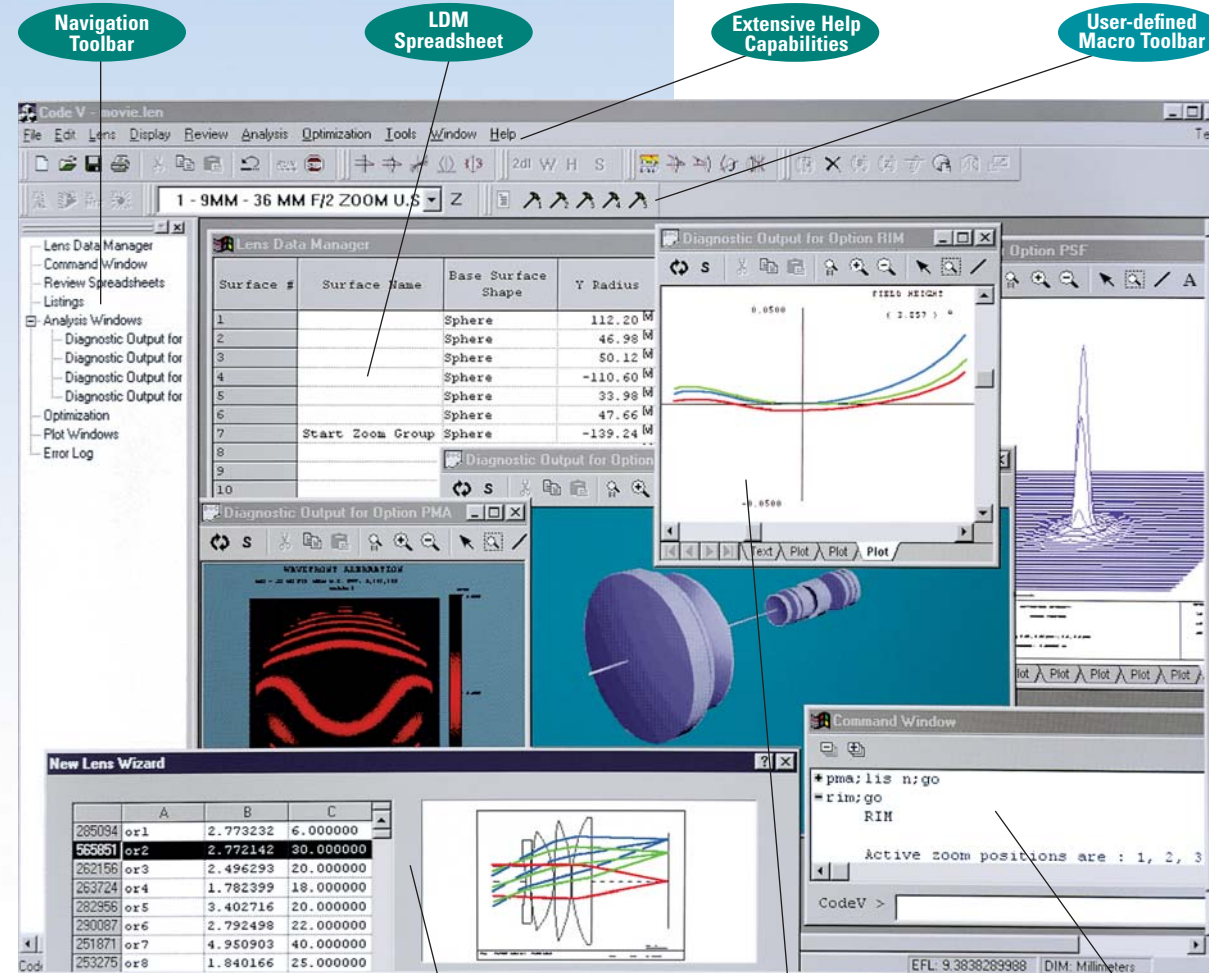 Navigation
Toolbar
LDM
Spreadsheet
Extensive Help
Capabilities
User-defined
Macro Toolbar
Code V - movie.len
File Edit Lens Display Review Analysis Optimization Tools Window Help
2dl W H S
1 - 9MM - 36 MM F/2 ZOOM U.S Z
Lens Data Manager
Command Window
Review Spreadsheets
Listings
Analysis Windows
Diagnostic Output for
Diagnostic Output for
Diagnostic Output for
Diagnostic Output for
Optimization
Plot Windows
Error Log
Lens Data Manager
Surface # Surface Name Base Surface Shape Y Radius
1 Sphere 112.20 M
2 Sphere 46.98 M
3 Sphere 50.12 M
4 Sphere -110.60 M
5 Sphere 33.98 M
6 Sphere 47.66 M
7 Start Zoom Group Sphere -139.24 M
8
9
10
Diagnostic Output for Option RIM
S
FIELD HEIGHT
0.0500
-0.0500
Text Plot Plot Plot
Option PSF
A
Plot Plot Plot Plot
Diagnostic Output for Option
S
Diagnostic Output for Option PMA
S
WAVEFRONT ABERRATION
New Lens Wizard
A B C
285094 or1 2.773232 6.000000
565851 or2 2.772142 30.000000
262156 or3 2.496293 20.000000
263724 or4 1.782399 18.000000
282956 or5 3.402716 20.000000
290087 or6 2.792498 22.000000
251871 or7 4.950903 40.000000
253275 or8 1.840166 25.000000
Command Window
pma;lis n;go
rim;go
RIM
Active zoom positions are : 1, 2, 3
CodeV >
EFL: 9.3838289988 DIM: Millimeters